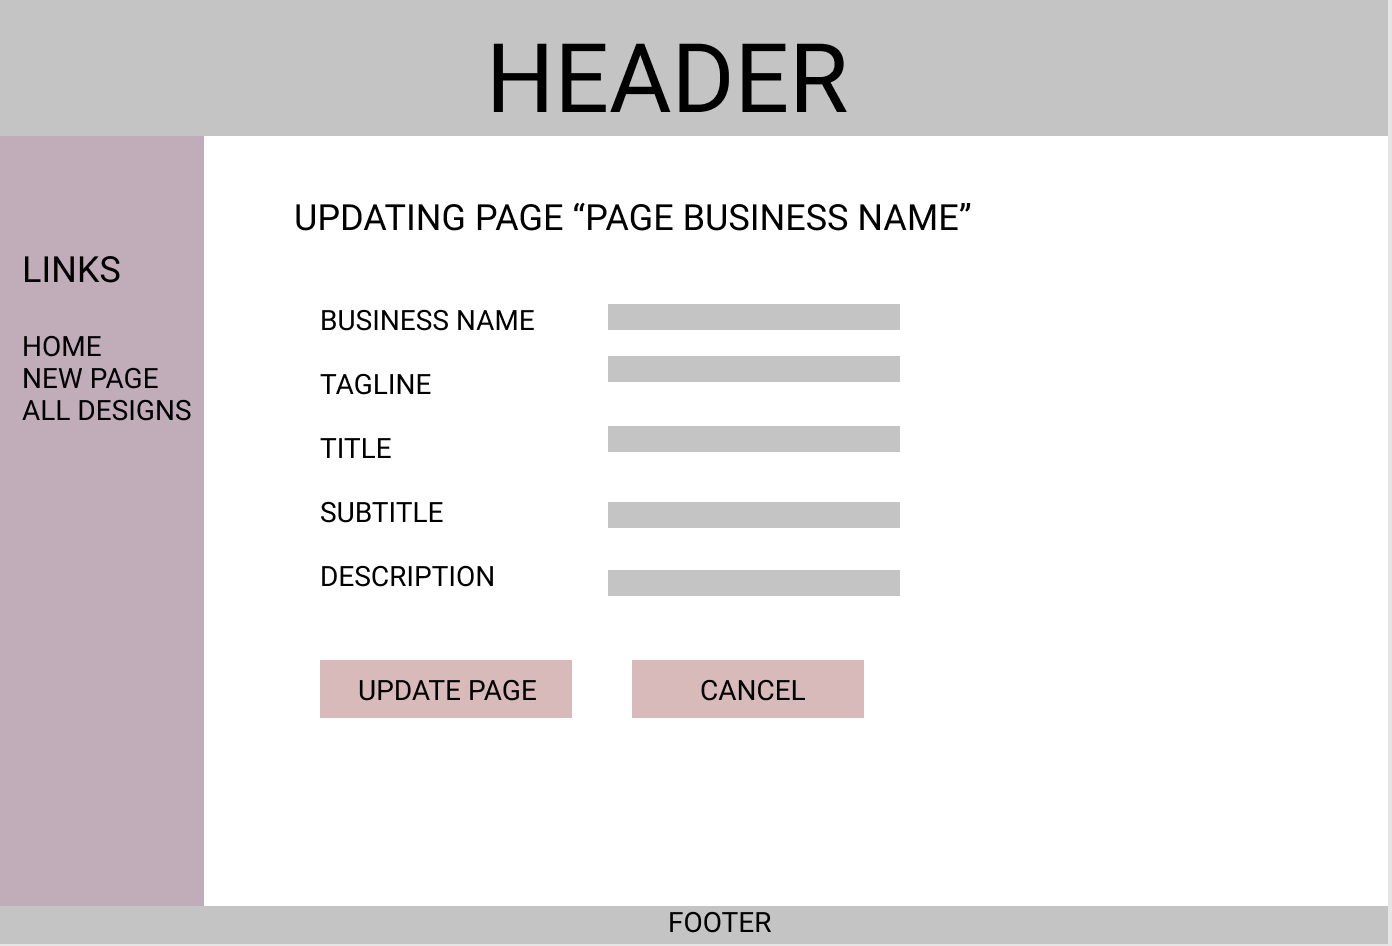 HEADER
LINKS
HOME
NEW PAGE
ALL DESIGNS
UPDATING PAGE “PAGE BUSINESS NAME”
BUSINESS NAME
TAGLINE
TITLE
SUBTITLE
DESCRIPTION
UPDATE PAGE
CANCEL
FOOTER